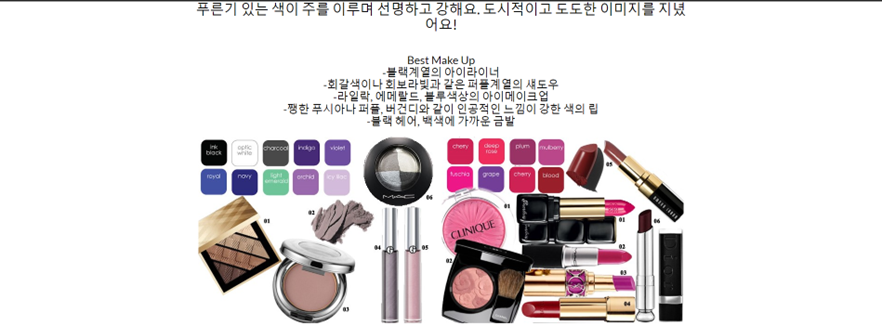 푸른기 있는 색이 주를 이루며 선명하고 강해요. 도시적이고 도도한 이미지를 지녔
어요!
Best Make Up
-블랙계열의 아이라이너
-회갈색이나 회보라빛과 같은 퍼플계열의 섀도우
-라일락, 에메랄드, 블루색상의 아이메이크업
-쨍한 푸시아나 퍼플, 버건디와 같이 인공적인 느낌이 강한 색의 립
-블랙 헤어, 백색에 가까운 금발
ink black
optic white
charcoal
indigo
violet
royal
navy
light emerald
orchid
icy lilac
cherry
deep rose
plum
mulberry
fuschia
grape
cherry
blood
MAC
06
05
01
02
03
04
05
CLINIQUE
01
02
01
02
03
04
06